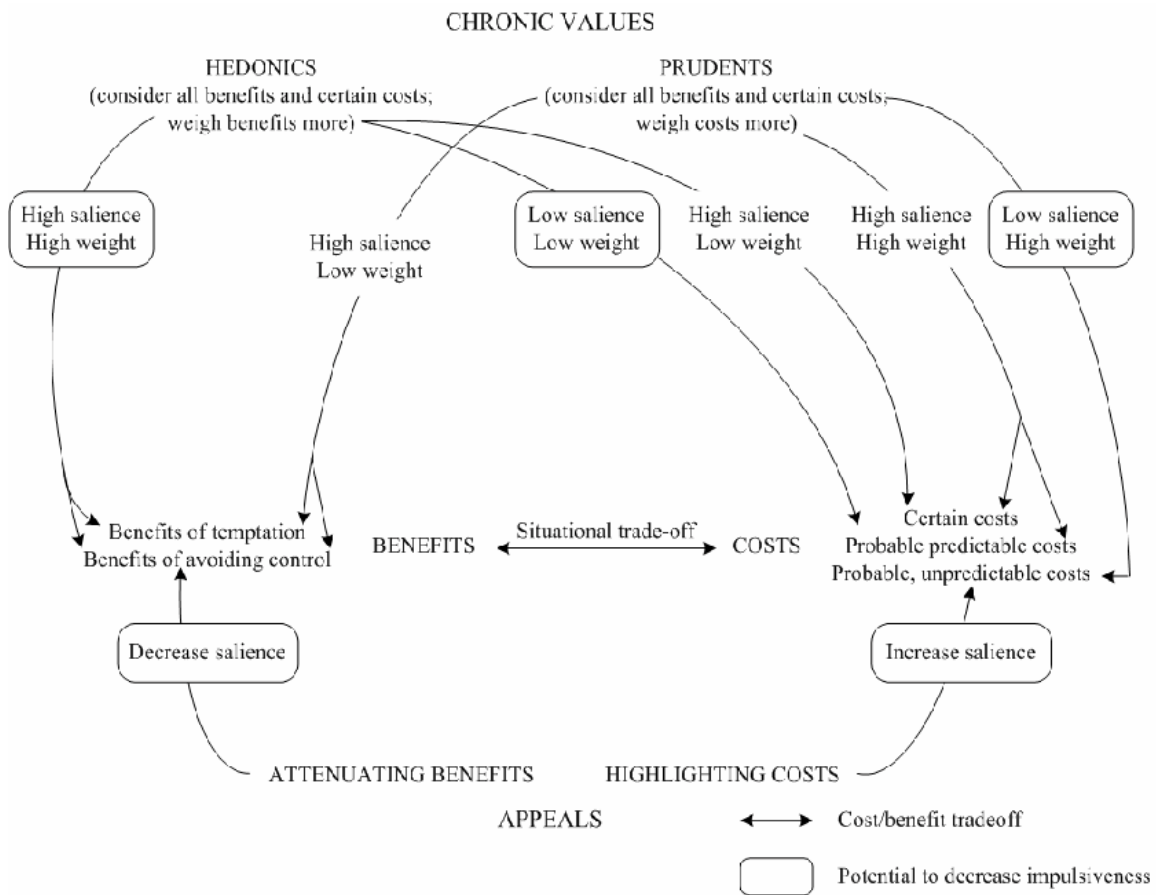 CHRONIC VALUES
HEDONICS
(consider all benefits and certain costs;
weigh benefits more)
PRUDENTS
(consider all benefits and certain costs;
weigh costs more)
High salience
High weight
High salience
Low weight
Low salience
Low weight
High salience
Low weight
High salience
High weight
Low salience
High weight
Benefits of temptation
Benefits of avoiding control
BENEFITS
Situational trade-off
COSTS
Certain costs
Probable predictable costs
Probable, unpredictable costs
Decrease salience
Increase salience
ATTENUATING BENEFITS
HIGHLIGHTING COSTS
APPEALS
Cost/benefit tradeoff
Potential to decrease impulsiveness